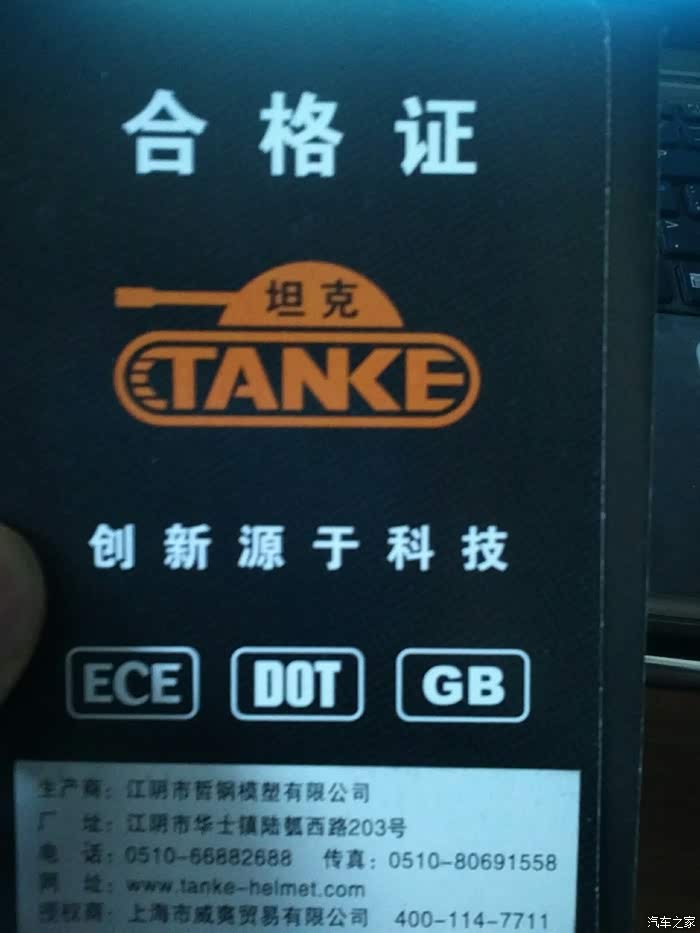 合格证
坦克
TANKE
创新源于科技
ECE DOT GB
生产商：江阴市哲钢模塑有限公司
厂 址：江阴市华士镇陆瓠西路203号
电 话：0510-66882688 传真：0510-80691558
网 址：www.tanke-helmet.com
授权商：上海市威爽贸易有限公司 400-114-7711
V
汽车之家